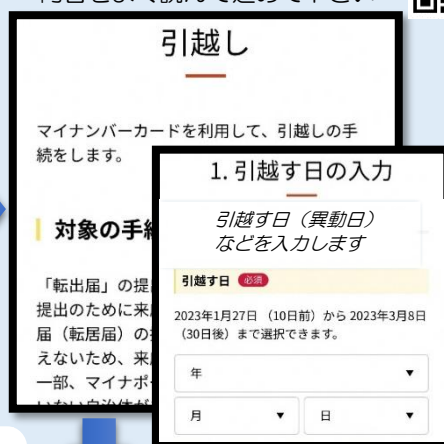 引越し
マイナンバーカードを利用して、引越しの手
続をします。
対象の手
「転出届」の提
提出のために来
届（転居届）の
えないため、来
一部、マイナポ
1. 引越す日の入力
引越す日（異動日）
などを入力します
引越す日 必須
2023年1月27日 （10日前）から 2023年3月8日
（30日後）まで選択できます。
年
月 日